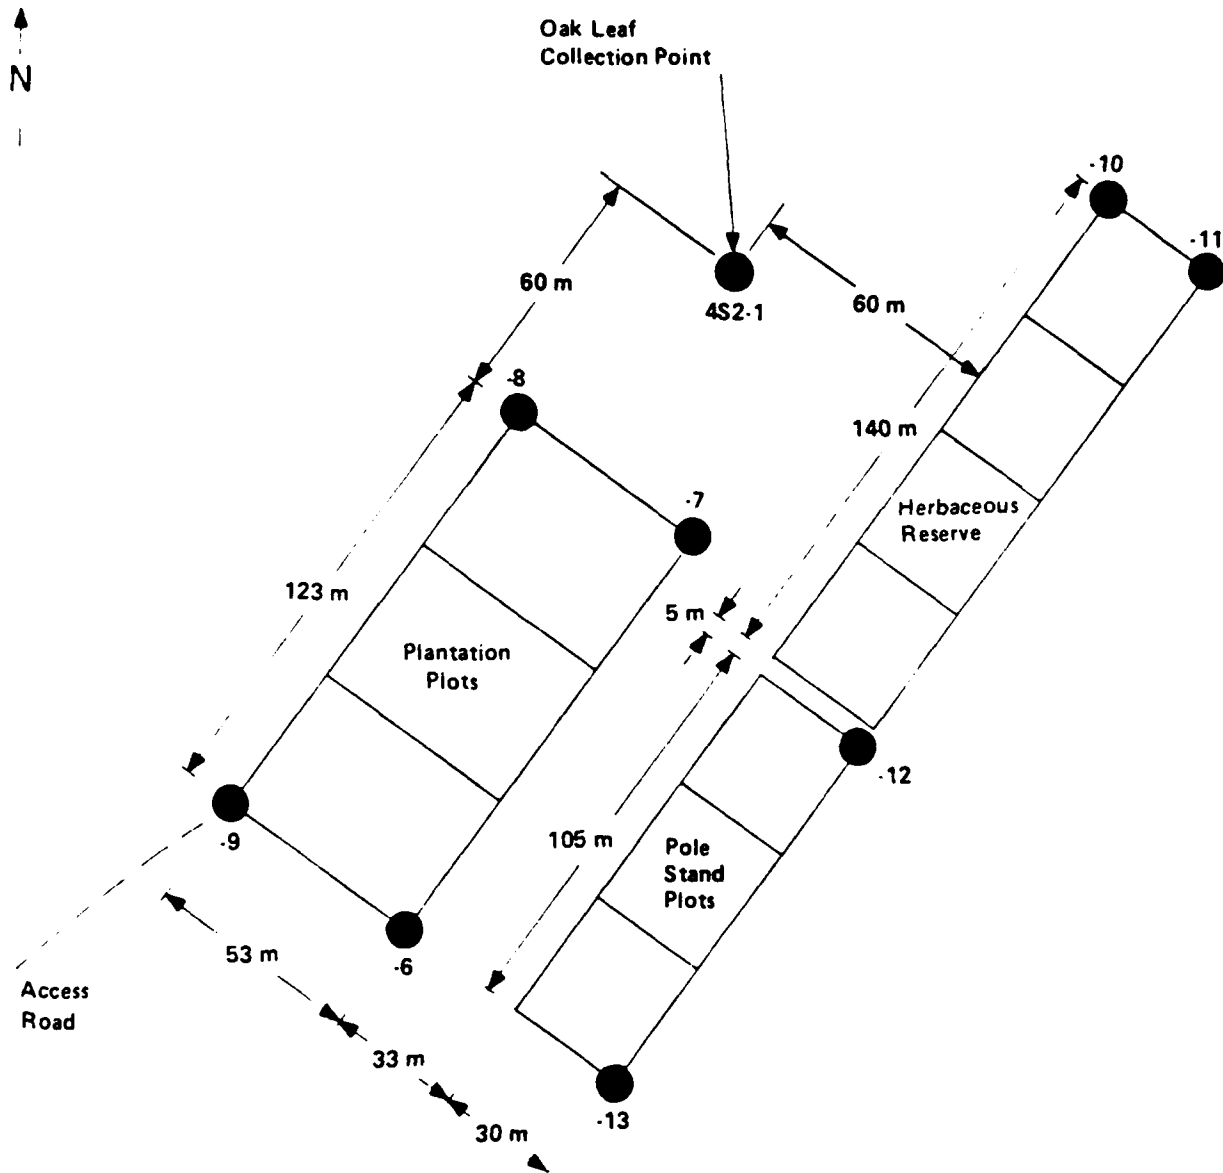 N
Oak Leaf
Collection Point
-10
-11
60 m
4S2-1
60 m
-8
140 m
-7
Herbaceous
Reserve
123 m
5 m
Plantation
Plots
-12
105 m
Pole
Stand
Plots
-9
53 m
-6
Access
Road
33 m
-13
30 m